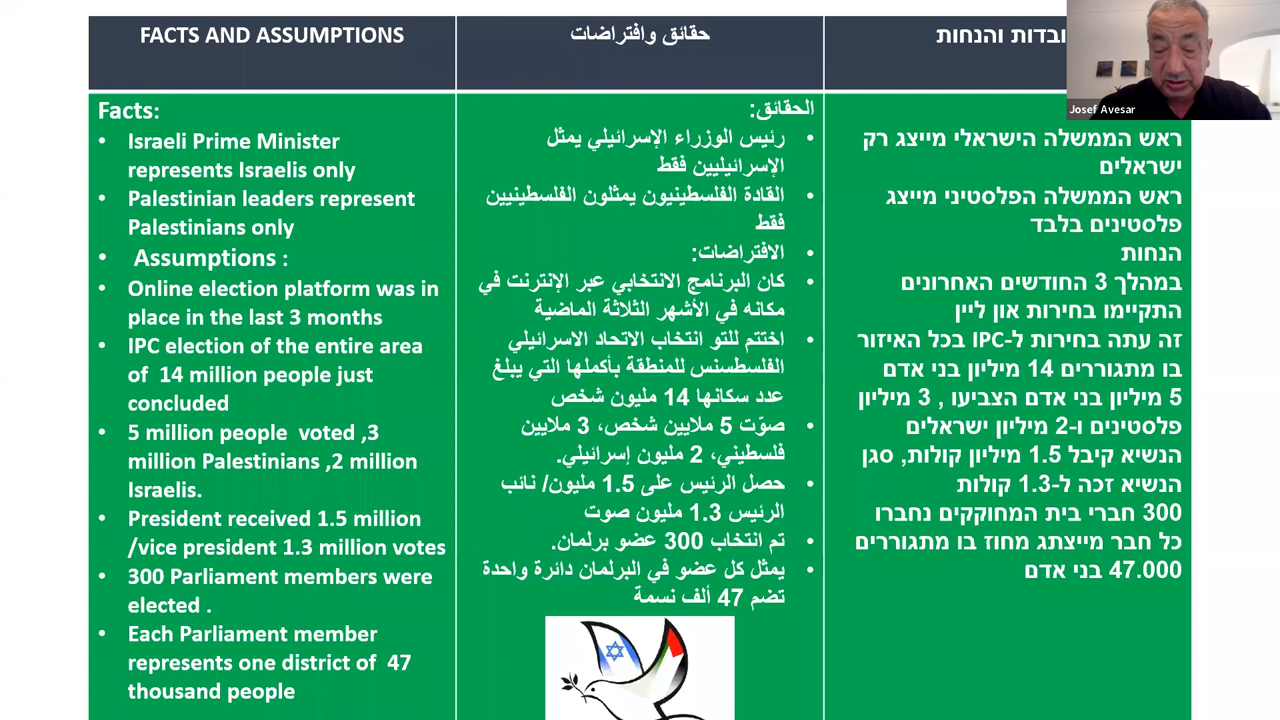 FACTS AND ASSUMPTIONS
Facts:
• Israeli Prime Minister
represents Israelis only
• Palestinian leaders represent
Palestinians only
• Assumptions :
• Online election platform was in
place in the last 3 months
• IPC election of the entire area
of 14 million people just
concluded
• 5 million people voted ,3
million Palestinians ,2 million
Israelis.
• President received 1.5 million
/vice president 1.3 million votes
• 300 Parliament members were
elected .
• Each Parliament member
represents one district of 47
thousand people
حقائق وافتراضات
الحقائق:
• رئيس الوزراء الإسرائيلي يمثل
الإسرائيليين فقط
• القادة الفلسطينيون يمثلون الفلسطينيين
فقط
• الافتراضات:
• كان البرنامج الانتخابي عبر الإنترنت في
مكانه في الأشهر الثلاثة الماضية
• اختتم للتو انتخاب الاتحاد الاسرائيلي
الفلسطسنس للمنطقة بأكملها التي يبلغ
عدد سكانها 14 مليون شخص
• صوّت 5 ملايين شخص، 3 ملايين
فلسطيني، 2 مليون إسرائيلي.
• حصل الرئيس على 1.5 مليون/ نائب
الرئيس 1.3 مليون صوت
• تم انتخاب 300 عضو برلمان.
• يمثل كل عضو في البرلمان دائرة واحدة
تضم 47 ألف نسمة
ובדות והנחות
ראש הממשלה הישראלי מייצג רק
ישראלים
ראש הממשלה הפלסטיני מייצג
פלסטינים בלבד
הנחות
במהלך 3 החודשים האחרונים
התקיימו בחירות און ליין
זה עתה בחירות ל-IPC בכל האיזור
בו מתגוררים 14 מיליון בני אדם
5 מיליון בני אדם הצביעו , 3 מיליון
פלסטינים ו-2 מיליון ישראלים
הנשיא קיבל 1.5 מיליון קולות, סגן
הנשיא זכה ל-1.3 קולות
300 חברי בית המחוקקים נחברו
כל חבר מייצתג מחוז בו מתגוררים
47.000 בני אדם
Josef Avesar